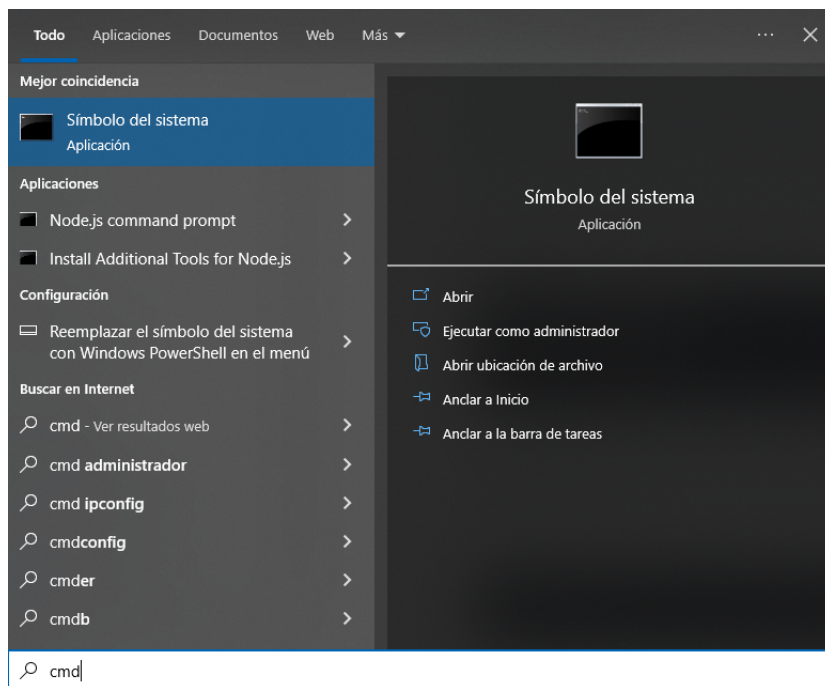 Todo Aplicaciones Documentos Web Más
Mejor coincidencia
Símbolo del sistema
Aplicación
Aplicaciones
Node.js command prompt
Install Additional Tools for Node.js
Configuración
Reemplazar el símbolo del sistema
con Windows PowerShell en el menú
Buscar en Internet
cmd - Ver resultados web
cmd administrador
cmd ipconfig
cmdconfig
cmder
cmdb
cmd
Símbolo del sistema
Aplicación
Abrir
Ejecutar como administrador
Abrir ubicación de archivo
Anclar a Inicio
Anclar a la barra de tareas